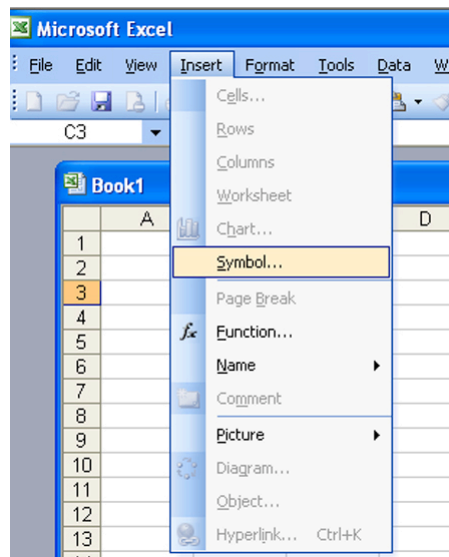 Microsoft Excel
File Edit View Insert Format Tools Data W
Cells...
C3
Rows
Columns
Book1
Worksheet
A D
Chart...
1
Symbol...
2
3
Page Break
4
fx Function...
5
6
Name
7
Comment
8
9
Picture
10
Diagram...
11
Object...
12
13
Hyperlink... Ctrl+K